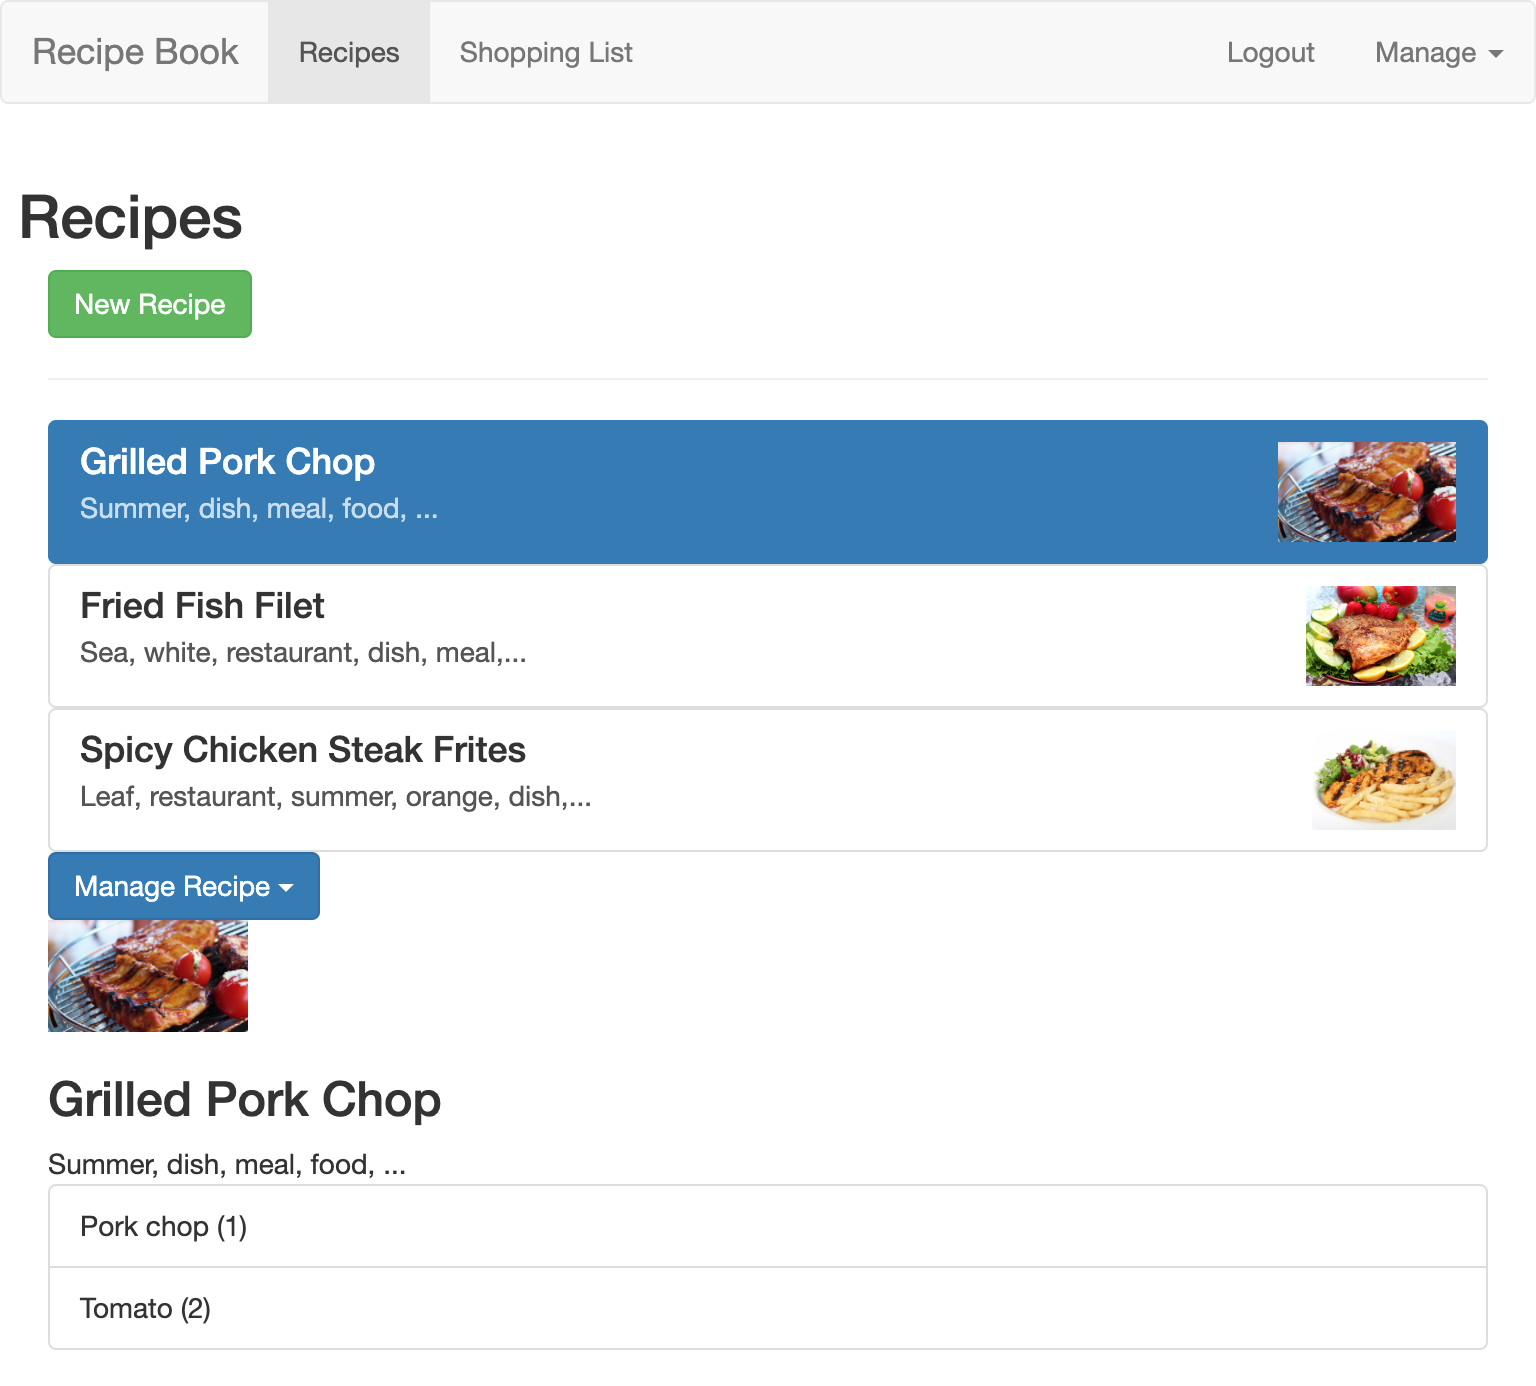 Recipe Book Recipes Shopping List Logout Manage
Recipes
New Recipe
Grilled Pork Chop
Summer, dish, meal, food, ...
Fried Fish Filet
Sea, white, restaurant, dish, meal,...
Spicy Chicken Steak Frites
Leaf, restaurant, summer, orange, dish,...
Manage Recipe
Grilled Pork Chop
Summer, dish, meal, food, ...
Pork chop (1)
Tomato (2)